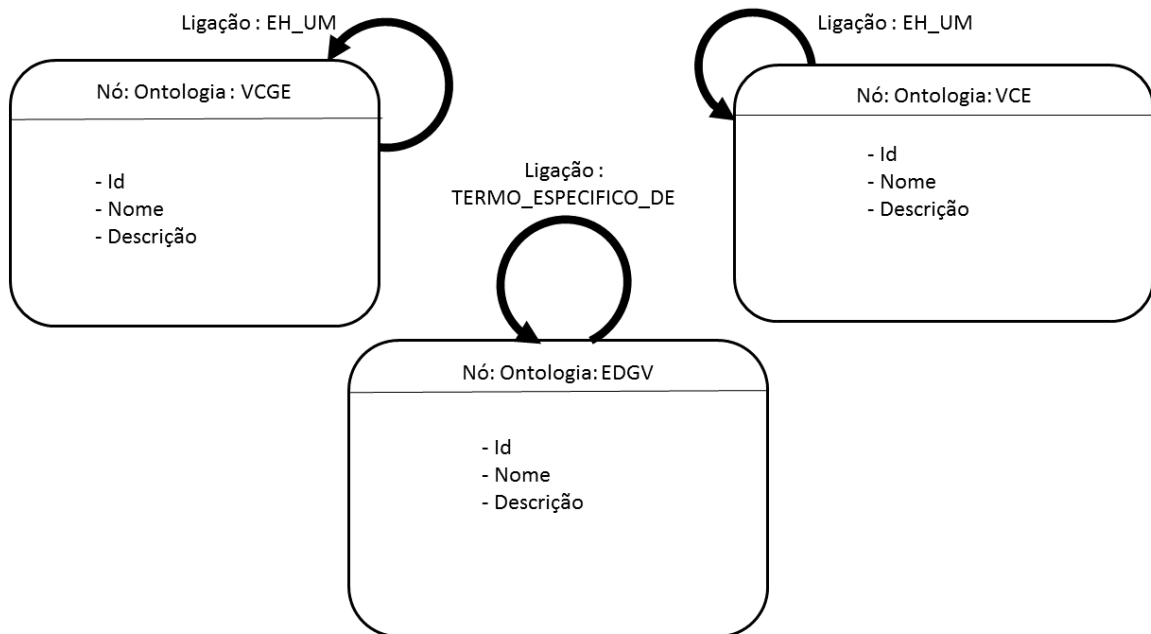 Ligação : EH_UM
Nó: Ontologia : VCGE
- Id
- Nome
- Descrição
Ligação : EH_UM
Nó: Ontologia: VCE
- Id
- Nome
- Descrição
Ligação :
TERMO_ESPECIFICO_DE
Nó: Ontologia: EDGV
- Id
- Nome
- Descrição